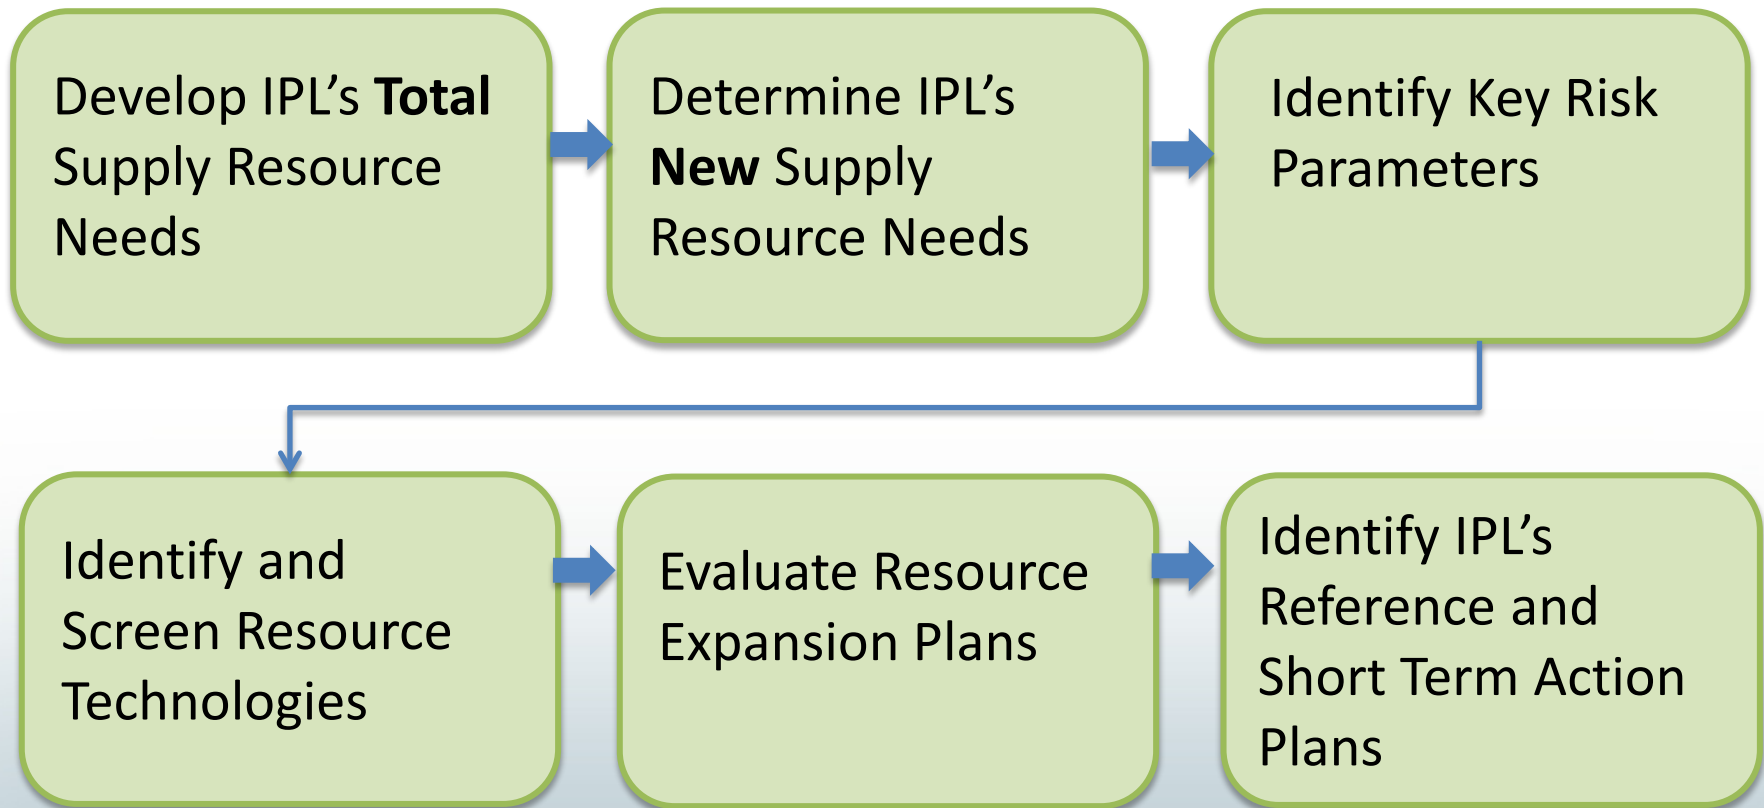 Develop IPL’s Total
Supply Resource
Needs
Determine IPL’s
New Supply
Resource Needs
Identify Key Risk
Parameters
Identify and
Screen Resource
Technologies
Evaluate Resource
Expansion Plans
Identify IPL’s
Reference and
Short Term Action
Plans